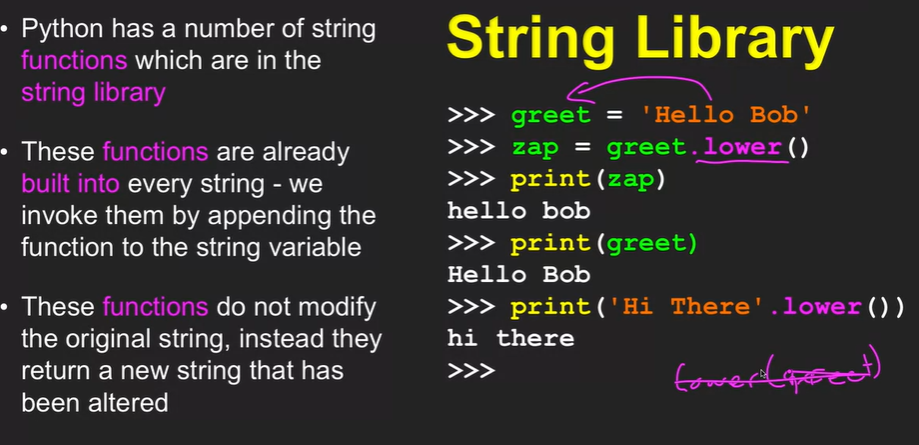 String Library
• Python has a number of string
functions which are in the
string library
• These functions are already
built into every string - we
invoke them by appending the
function to the string variable
• These functions do not modify
the original string, instead they
return a new string that has
been altered
>>> greet = 'Hello Bob'
>>> zap = greet.lower()
>>> print(zap)
hello bob
>>> print(greet)
Hello Bob
>>> print('Hi There'.lower())
hi there
>>>
lower(greet)